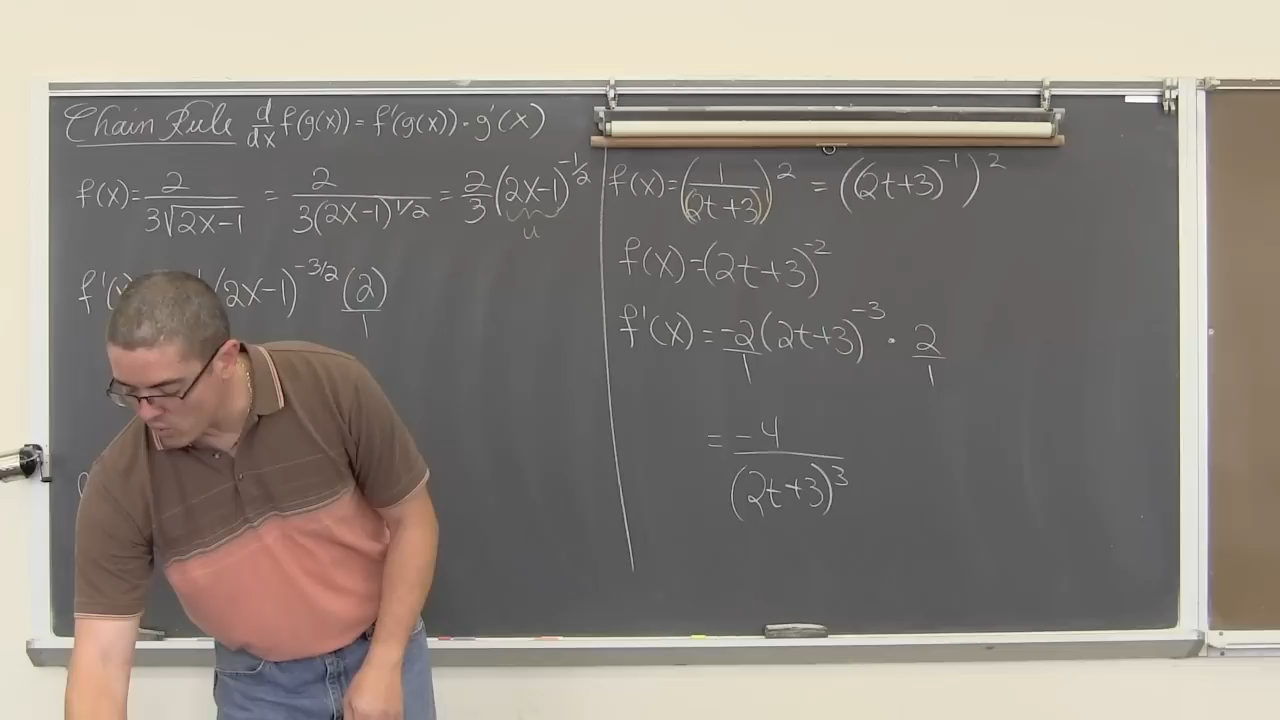 Chain Rule d/dx f(g(x)) = f'(g(x)) · g'(x)
f(x) = 2/(3√(2x-1)) = 2/(3(2x-1)^1/2) = 2/3 (2x-1)^-1/2
u
(2x-1)^-3/2 (2)/1
f(x) = (1/(2t+3))^2 = ((2t+3)^-1)^2
f(x) = (2t+3)^-2
f'(x) = -2/1 (2t+3)^-3 · 2/1
= -4/(2t+3)^3